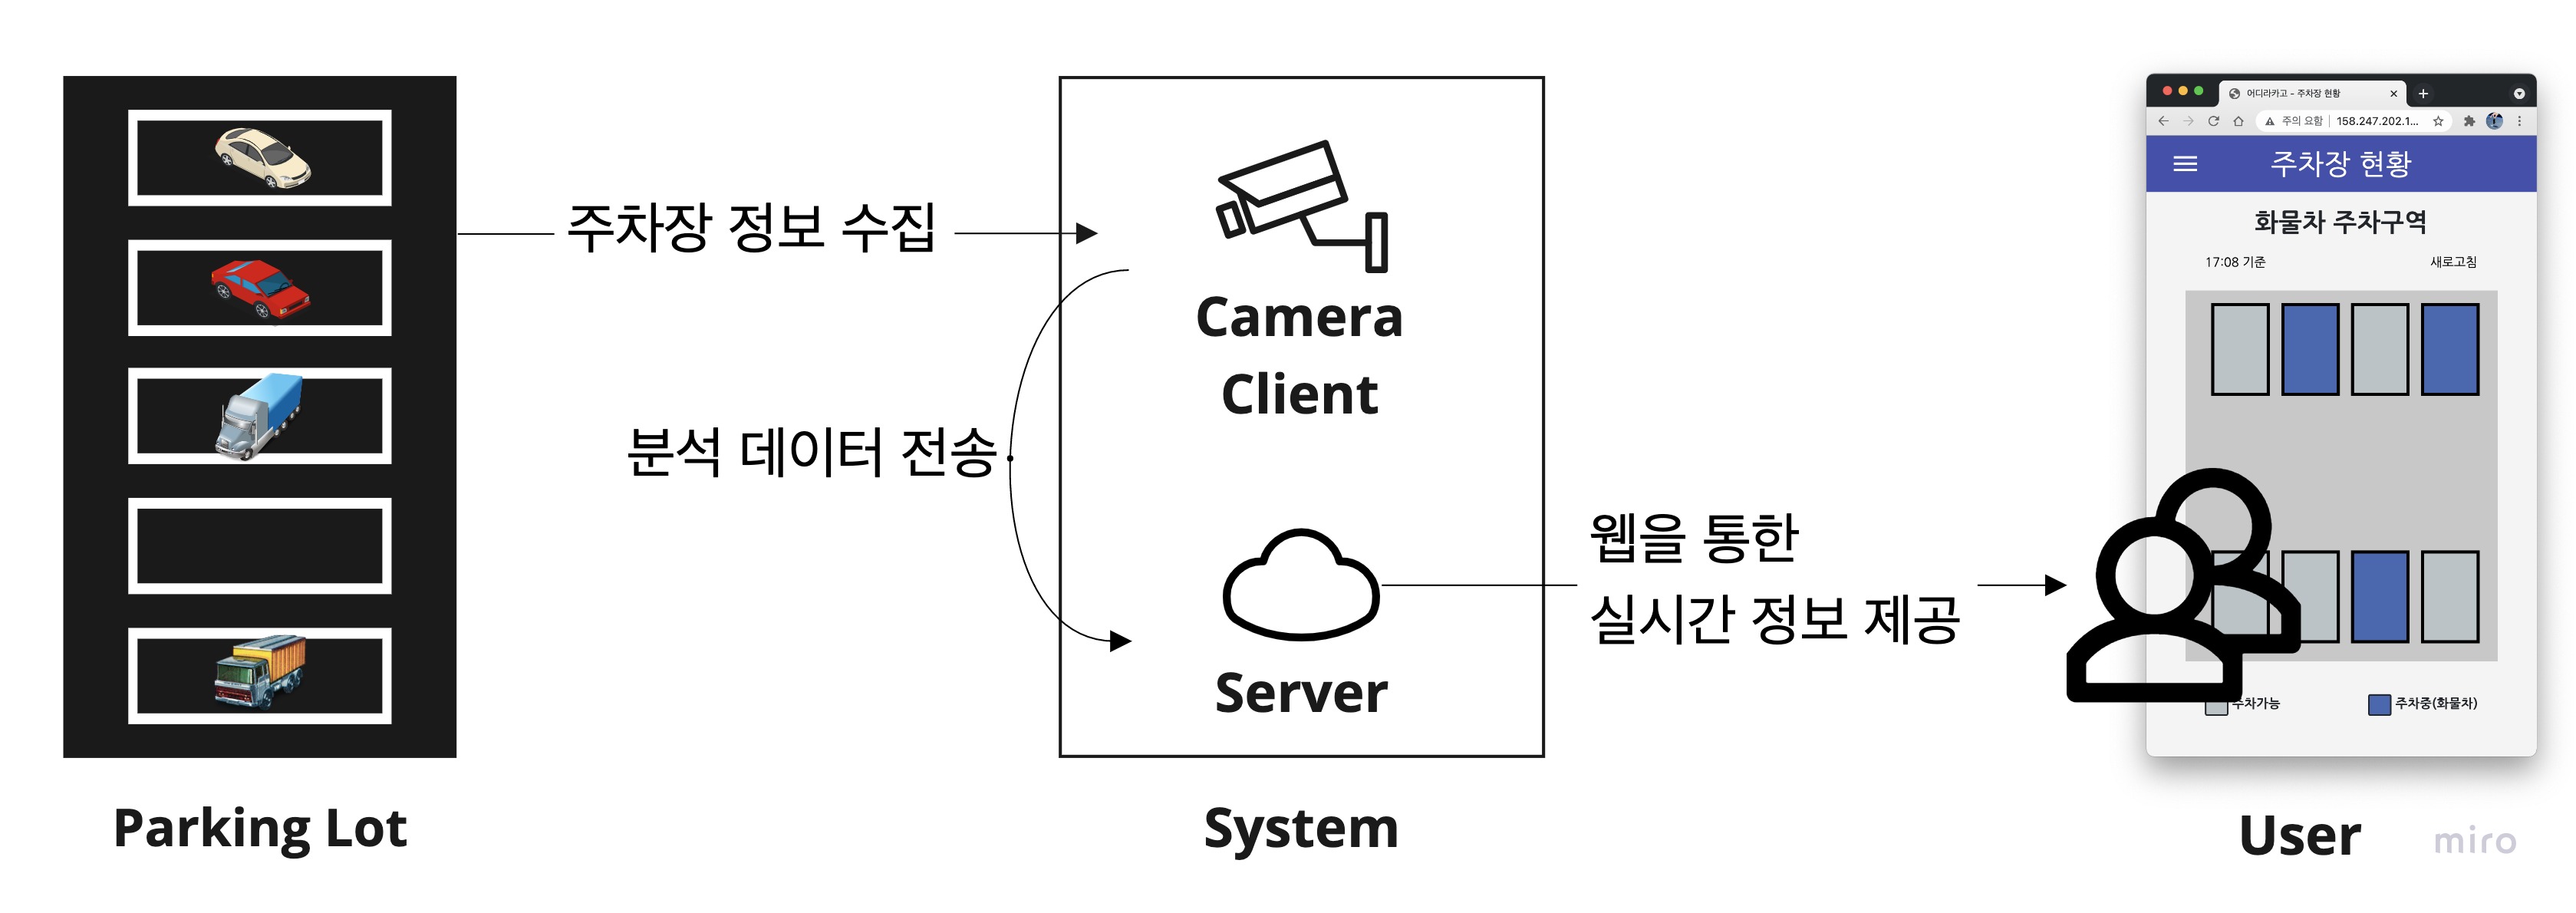 주차장 정보 수집
분석 데이터 전송
Camera
Client
Server
웹을 통한
실시간 정보 제공
어디라카고 - 주차장 현황
주의 요함
158.247.202.1...
주차장 현황
화물차 주차구역
17:08 기준
새로고침
주차가능
주차중(화물차)
Parking Lot
System
User
miro